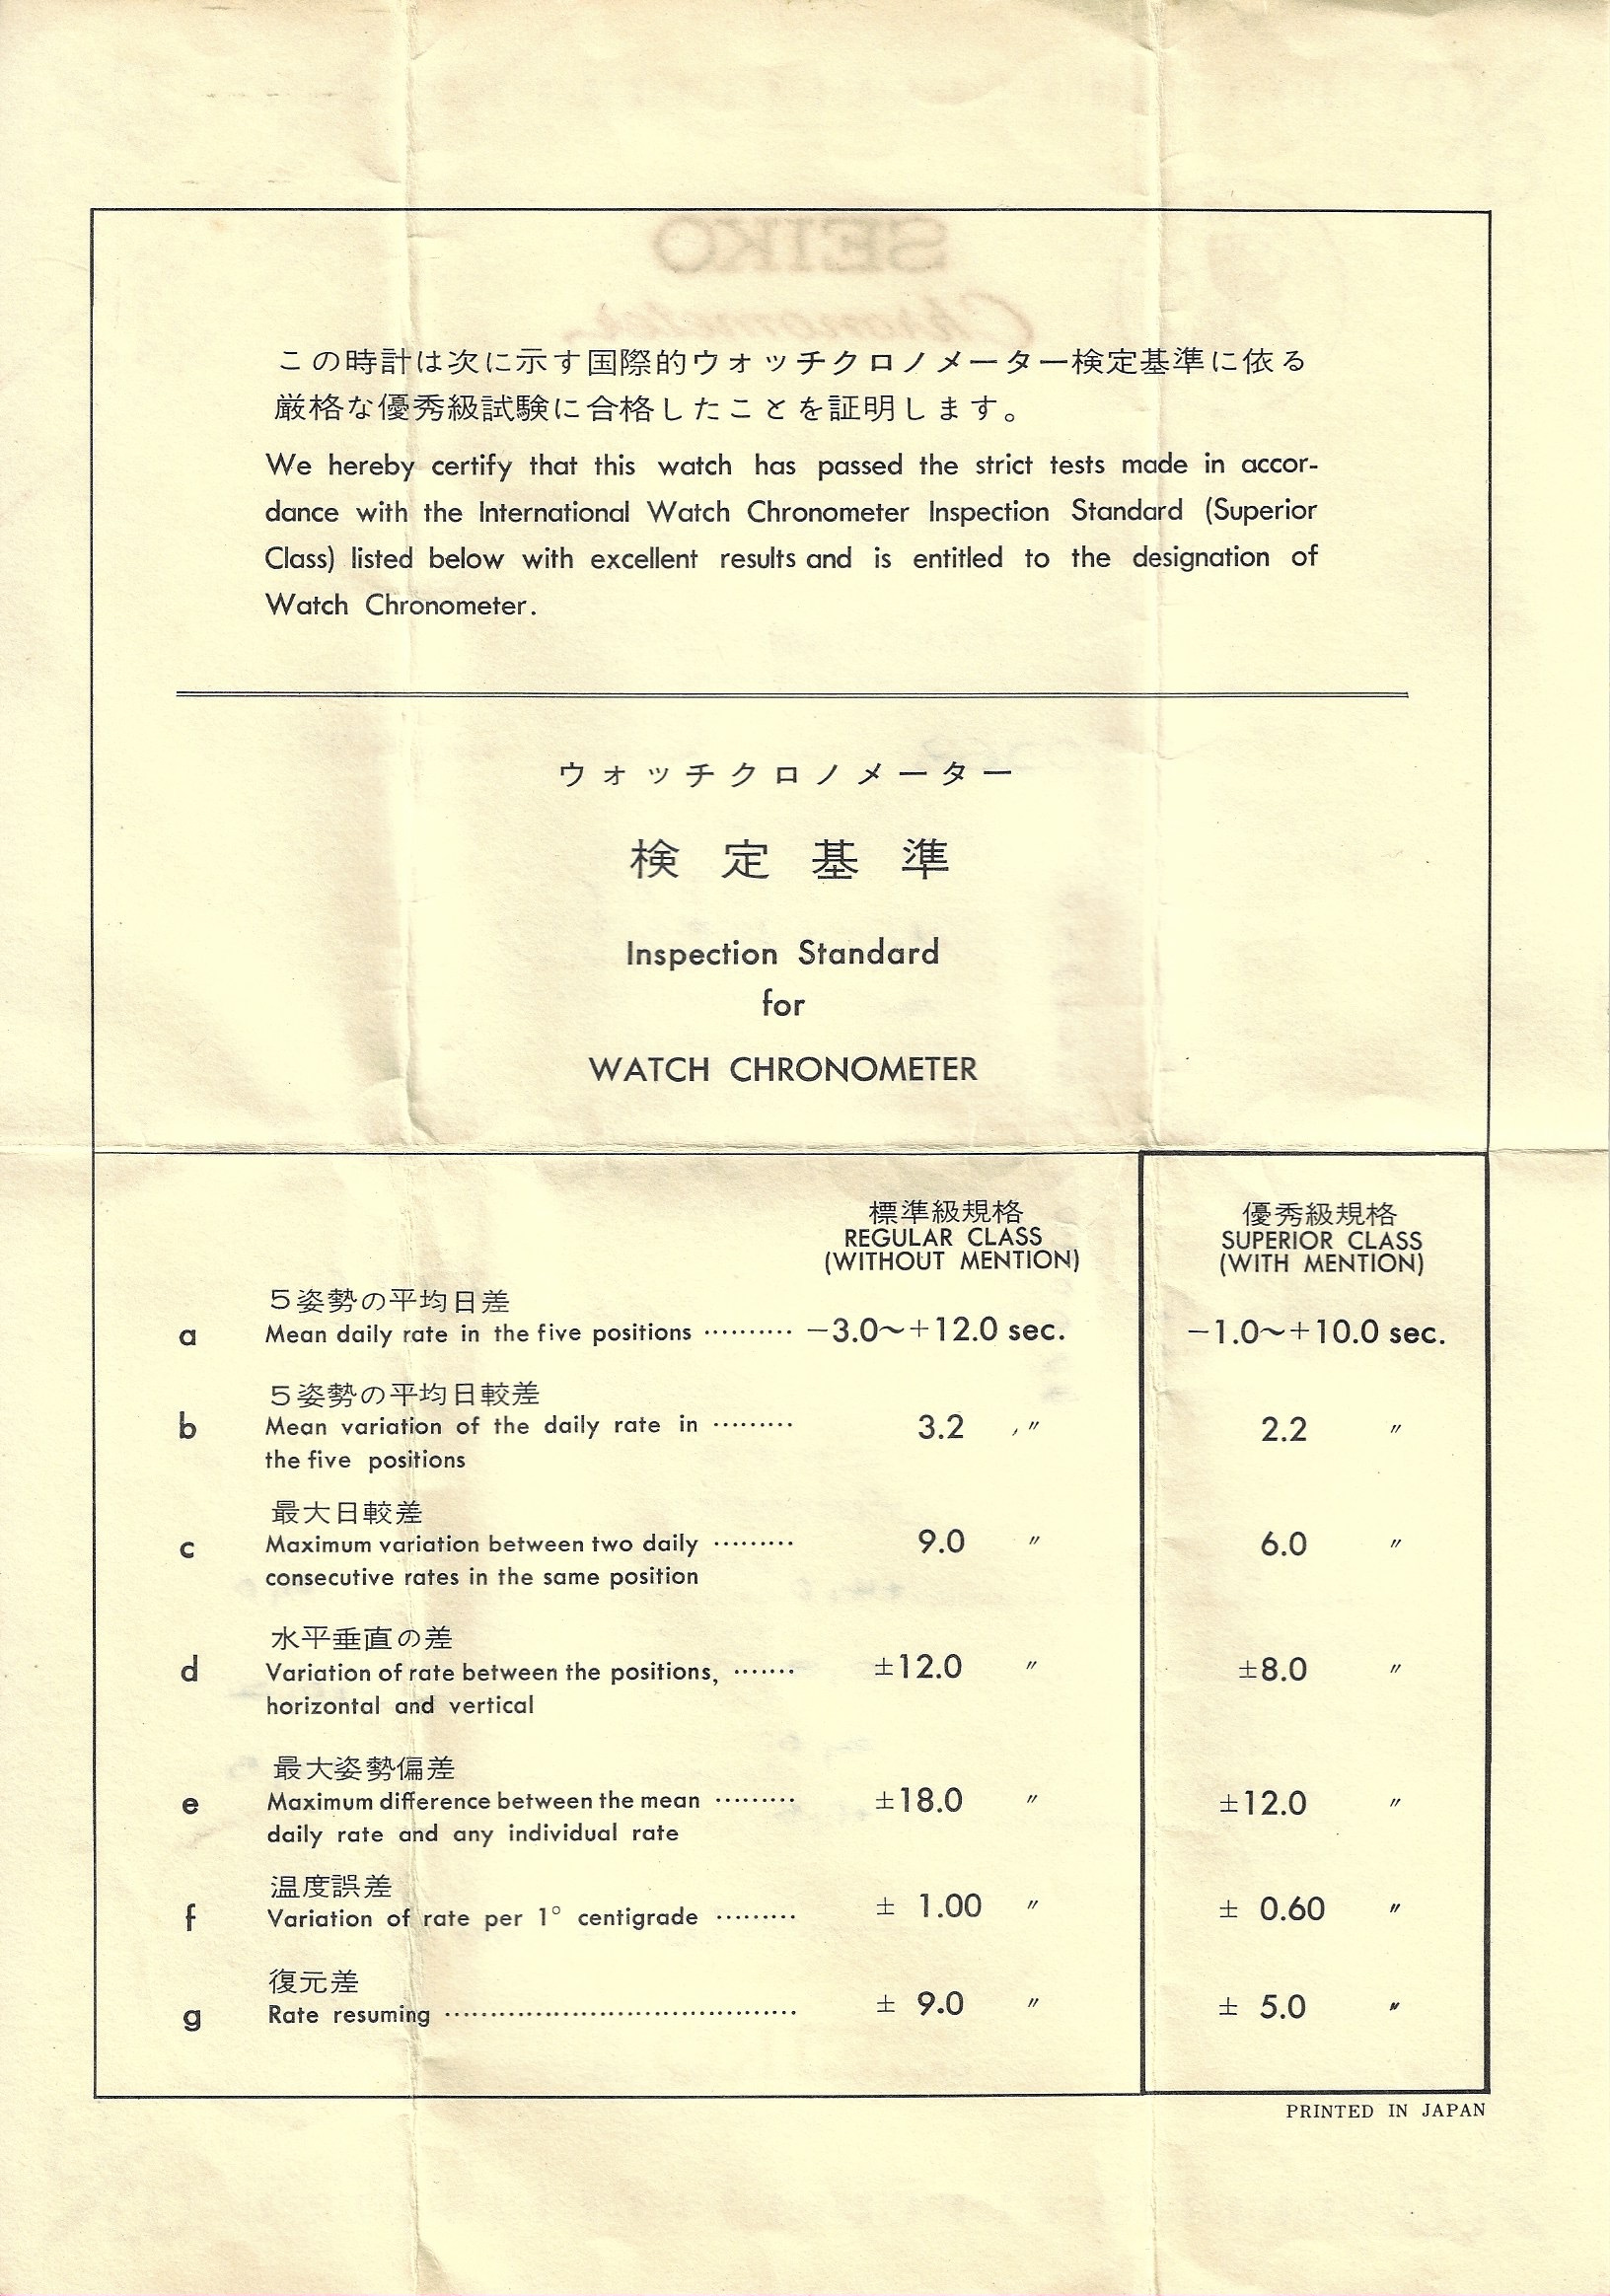 SEIKO
Chronometer
この時計は次に示す国際的ウォッチクロノメーター検定基準に依る
厳格な優秀級試験に合格したことを証明します。
We hereby certify that this watch has passed the strict tests made in accor-
dance with the International Watch Chronometer Inspection Standard (Superior
Class) listed below with excellent results and is entitled to the designation of
Watch Chronometer.
ウォッチクロノメーター
検定基準
Inspection Standard
for
WATCH CHRONOMETER
標準級規格 優秀級規格
REGULAR CLASS SUPERIOR CLASS
(WITHOUT MENTION) (WITH MENTION)
5姿勢の平均日差
a Mean daily rate in the five positions ·········· −3.0〜+12.0 sec. −1.0〜+10.0 sec.
5姿勢の平均日較差
b Mean variation of the daily rate in ········· 3.2 〃 2.2 〃
the five positions
最大日較差
c Maximum variation between two daily ········· 9.0 〃 6.0 〃
consecutive rates in the same position
水平垂直の差
d Variation of rate between the positions, ······· ±12.0 〃 ±8.0 〃
horizontal and vertical
最大姿勢偏差
e Maximum difference between the mean ········· ±18.0 〃 ±12.0 〃
daily rate and any individual rate
温度誤差
f Variation of rate per 1° centigrade ········· ± 1.00 〃 ± 0.60 〃
復元差
g Rate resuming ······································ ± 9.0 〃 ± 5.0 〃
PRINTED IN JAPAN